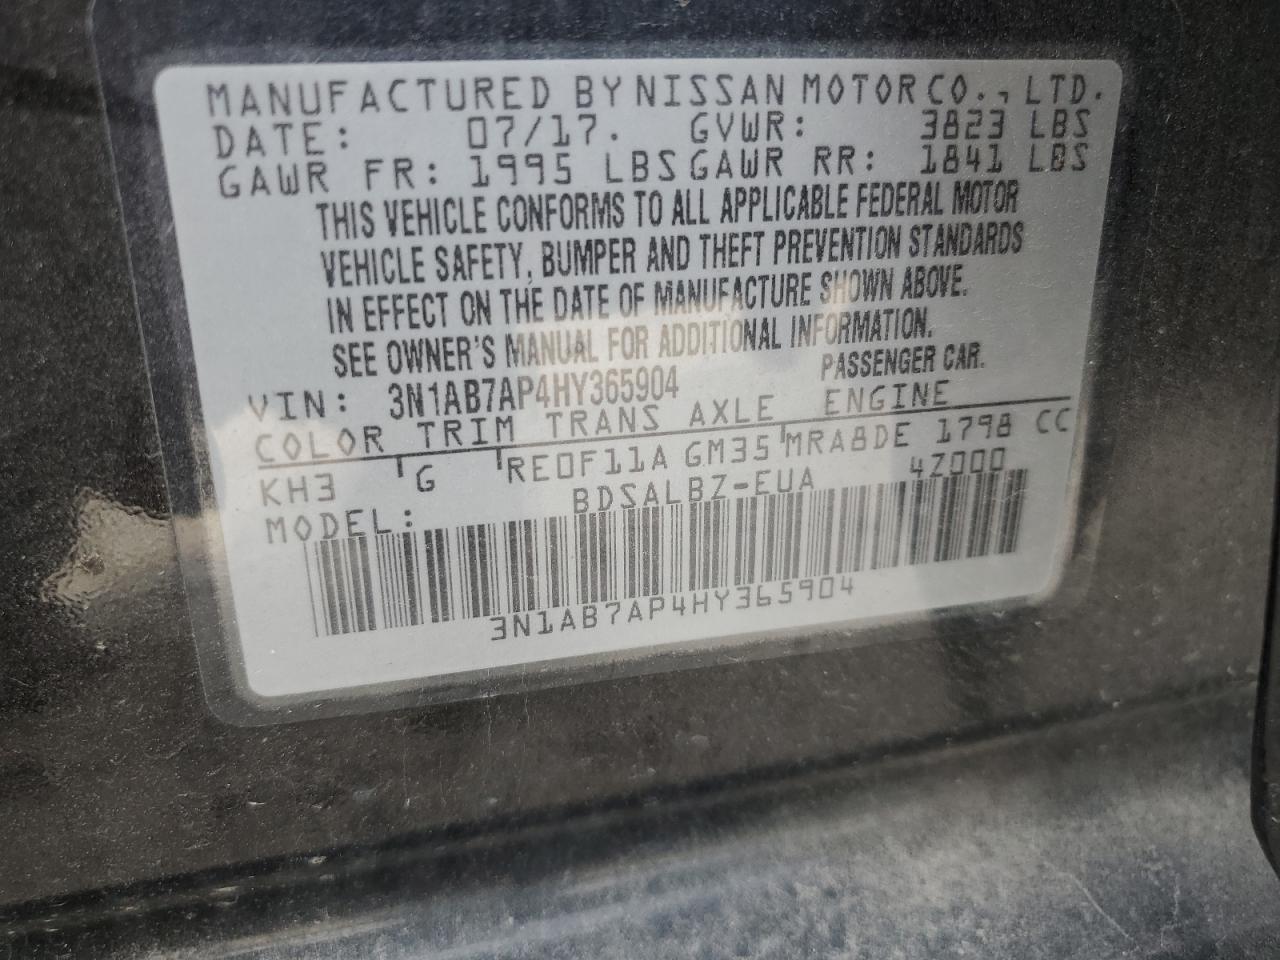 MANUFACTURED BY NISSAN MOTOR CO., LTD.
DATE: 07/17. GVWR: 3823 LBS
GAWR FR: 1995 LBS GAWR RR: 1841 LBS
THIS VEHICLE CONFORMS TO ALL APPLICABLE FEDERAL MOTOR
VEHICLE SAFETY, BUMPER AND THEFT PREVENTION STANDARDS
IN EFFECT ON THE DATE OF MANUFACTURE SHOWN ABOVE.
SEE OWNER'S MANUAL FOR ADDITIONAL INFORMATION.
VIN: 3N1AB7AP4HY365904 PASSENGER CAR.
COLOR TRIM TRANS AXLE ENGINE
KH3 G RE0F11A GM35 MRA8DE 1798 CC
MODEL: BDSALBZ-EUA 4Z000
3N1AB7AP4HY365904